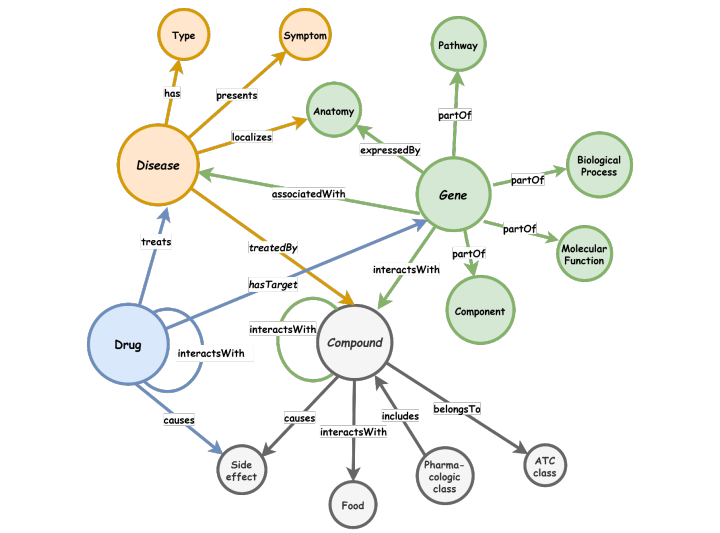 Type
Symptom
Pathway
has
presents
Anatomy
partOf
localizes
expressedBy
Disease
Biological
Process
partOf
associatedWith
Gene
treats
treatedBy
partOf
partOf
Molecular
Function
interactsWith
hasTarget
Component
Drug
interactsWith
interactsWith
Compound
causes
causes
interactsWith
includes
belongsTo
Side
effect
Food
Pharma-
cologic
class
ATC
class